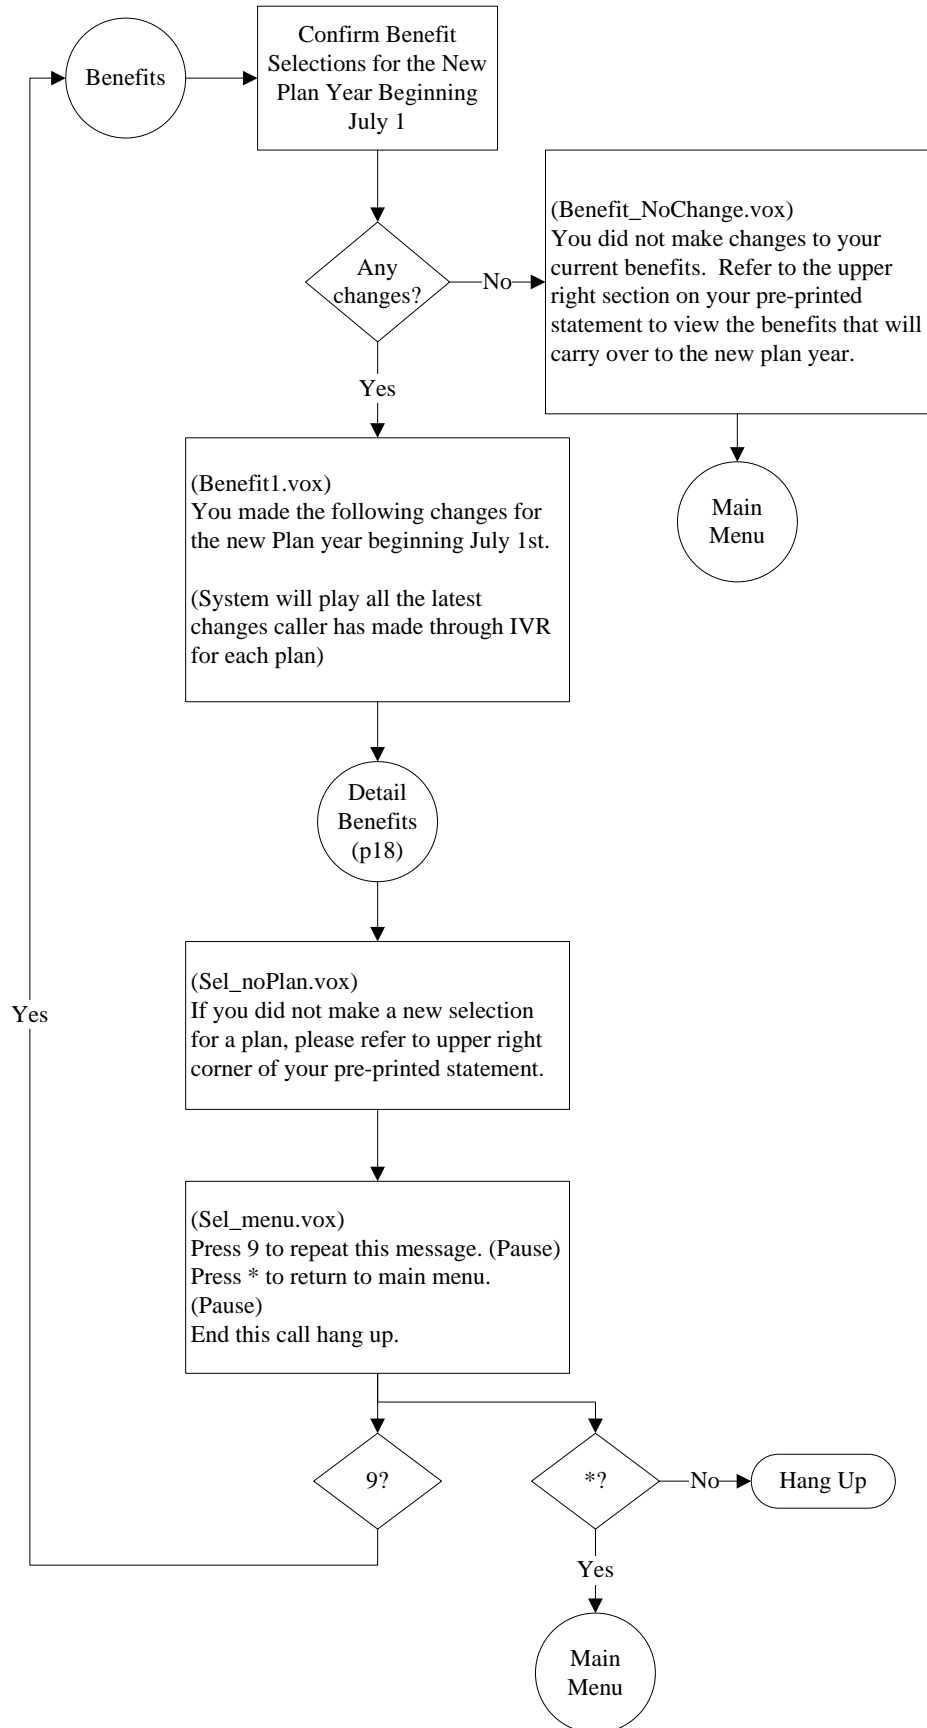 Benefits
Confirm Benefit
Selections for the New
Plan Year Beginning
July 1
Any
changes?
No
(Benefit_NoChange.vox)
You did not make changes to your
current benefits.  Refer to the upper
right section on your pre-printed
statement to view the benefits that will
carry over to the new plan year.
Main
Menu
Yes
(Benefit1.vox)
You made the following changes for
the new Plan year beginning July 1st.
(System will play all the latest
changes caller has made through IVR
for each plan)
Detail
Benefits
(p18)
(Sel_noPlan.vox)
If you did not make a new selection
for a plan, please refer to upper right
corner of your pre-printed statement.
Yes
(Sel_menu.vox)
Press 9 to repeat this message. (Pause)
Press * to return to main menu.
(Pause)
End this call hang up.
9?
*?
No
Hang Up
Yes
Main
Menu